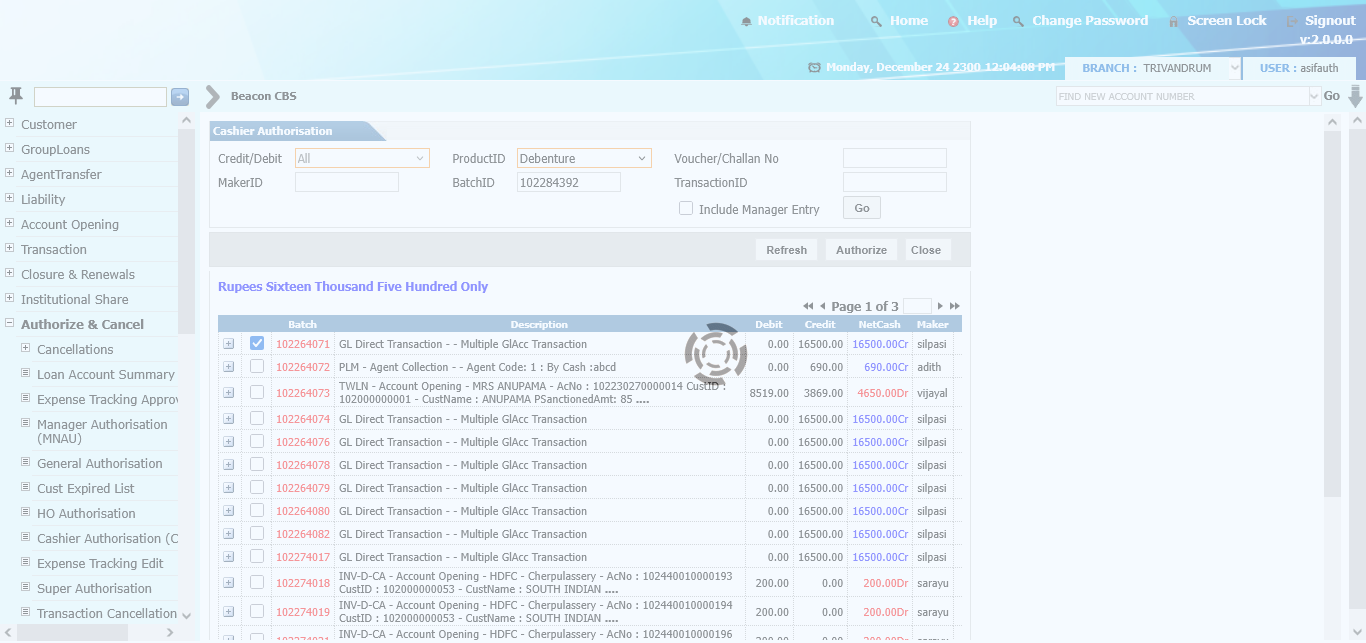 Notification Home Help Change Password Screen Lock Signout
v:2.0.0.0
Monday, December 24 2300 12:04:08 PM BRANCH : TRIVANDRUM USER : asifauth
Beacon CBS FIND NEW ACCOUNT NUMBER Go
Customer
GroupLoans
AgentTransfer
Liability
Account Opening
Transaction
Closure & Renewals
Institutional Share
Authorize & Cancel
Cancellations
Loan Account Summary
Expense Tracking Approv
Manager Authorisation
(MNAU)
General Authorisation
Cust Expired List
HO Authorisation
Cashier Authorisation (C
Expense Tracking Edit
Super Authorisation
Transaction Cancellation
Cashier Authorisation
Credit/Debit All ProductID Debenture Voucher/Challan No
MakerID BatchID 102284392 TransactionID
Include Manager Entry Go
Refresh Authorize Close
Rupees Sixteen Thousand Five Hundred Only
Page 1 of 3
Batch Description Debit Credit NetCash Maker
102264071 GL Direct Transaction - - Multiple GlAcc Transaction 0.00 16500.00 16500.00Cr silpasi
102264072 PLM - Agent Collection - - Agent Code: 1 : By Cash :abcd 0.00 690.00 690.00Cr adith
102264073 TWLN - Account Opening - MRS ANUPAMA - AcNo : 102230270000014 CustID : 8519.00 3869.00 4650.00Dr vijayal
102000000001 - CustName : ANUPAMA PSanctionedAmt: 85 ....
102264074 GL Direct Transaction - - Multiple GlAcc Transaction 0.00 16500.00 16500.00Cr silpasi
102264076 GL Direct Transaction - - Multiple GlAcc Transaction 0.00 16500.00 16500.00Cr silpasi
102264078 GL Direct Transaction - - Multiple GlAcc Transaction 0.00 16500.00 16500.00Cr silpasi
102264079 GL Direct Transaction - - Multiple GlAcc Transaction 0.00 16500.00 16500.00Cr silpasi
102264080 GL Direct Transaction - - Multiple GlAcc Transaction 0.00 16500.00 16500.00Cr silpasi
102264082 GL Direct Transaction - - Multiple GlAcc Transaction 0.00 16500.00 16500.00Cr silpasi
102274017 GL Direct Transaction - - Multiple GlAcc Transaction 0.00 16500.00 16500.00Cr silpasi
102274018 INV-D-CA - Account Opening - HDFC - Cherpulassery - AcNo : 102440010000193 200.00 0.00 200.00Dr sarayu
CustID : 102000000053 - CustName : SOUTH INDIAN ....
102274019 INV-D-CA - Account Opening - HDFC - Cherpulassery - AcNo : 102440010000194 200.00 0.00 200.00Dr sarayu
CustID : 102000000053 - CustName : SOUTH INDIAN ....
INV-D-CA - Account Opening - HDFC - Cherpulassery - AcNo : 102440010000196